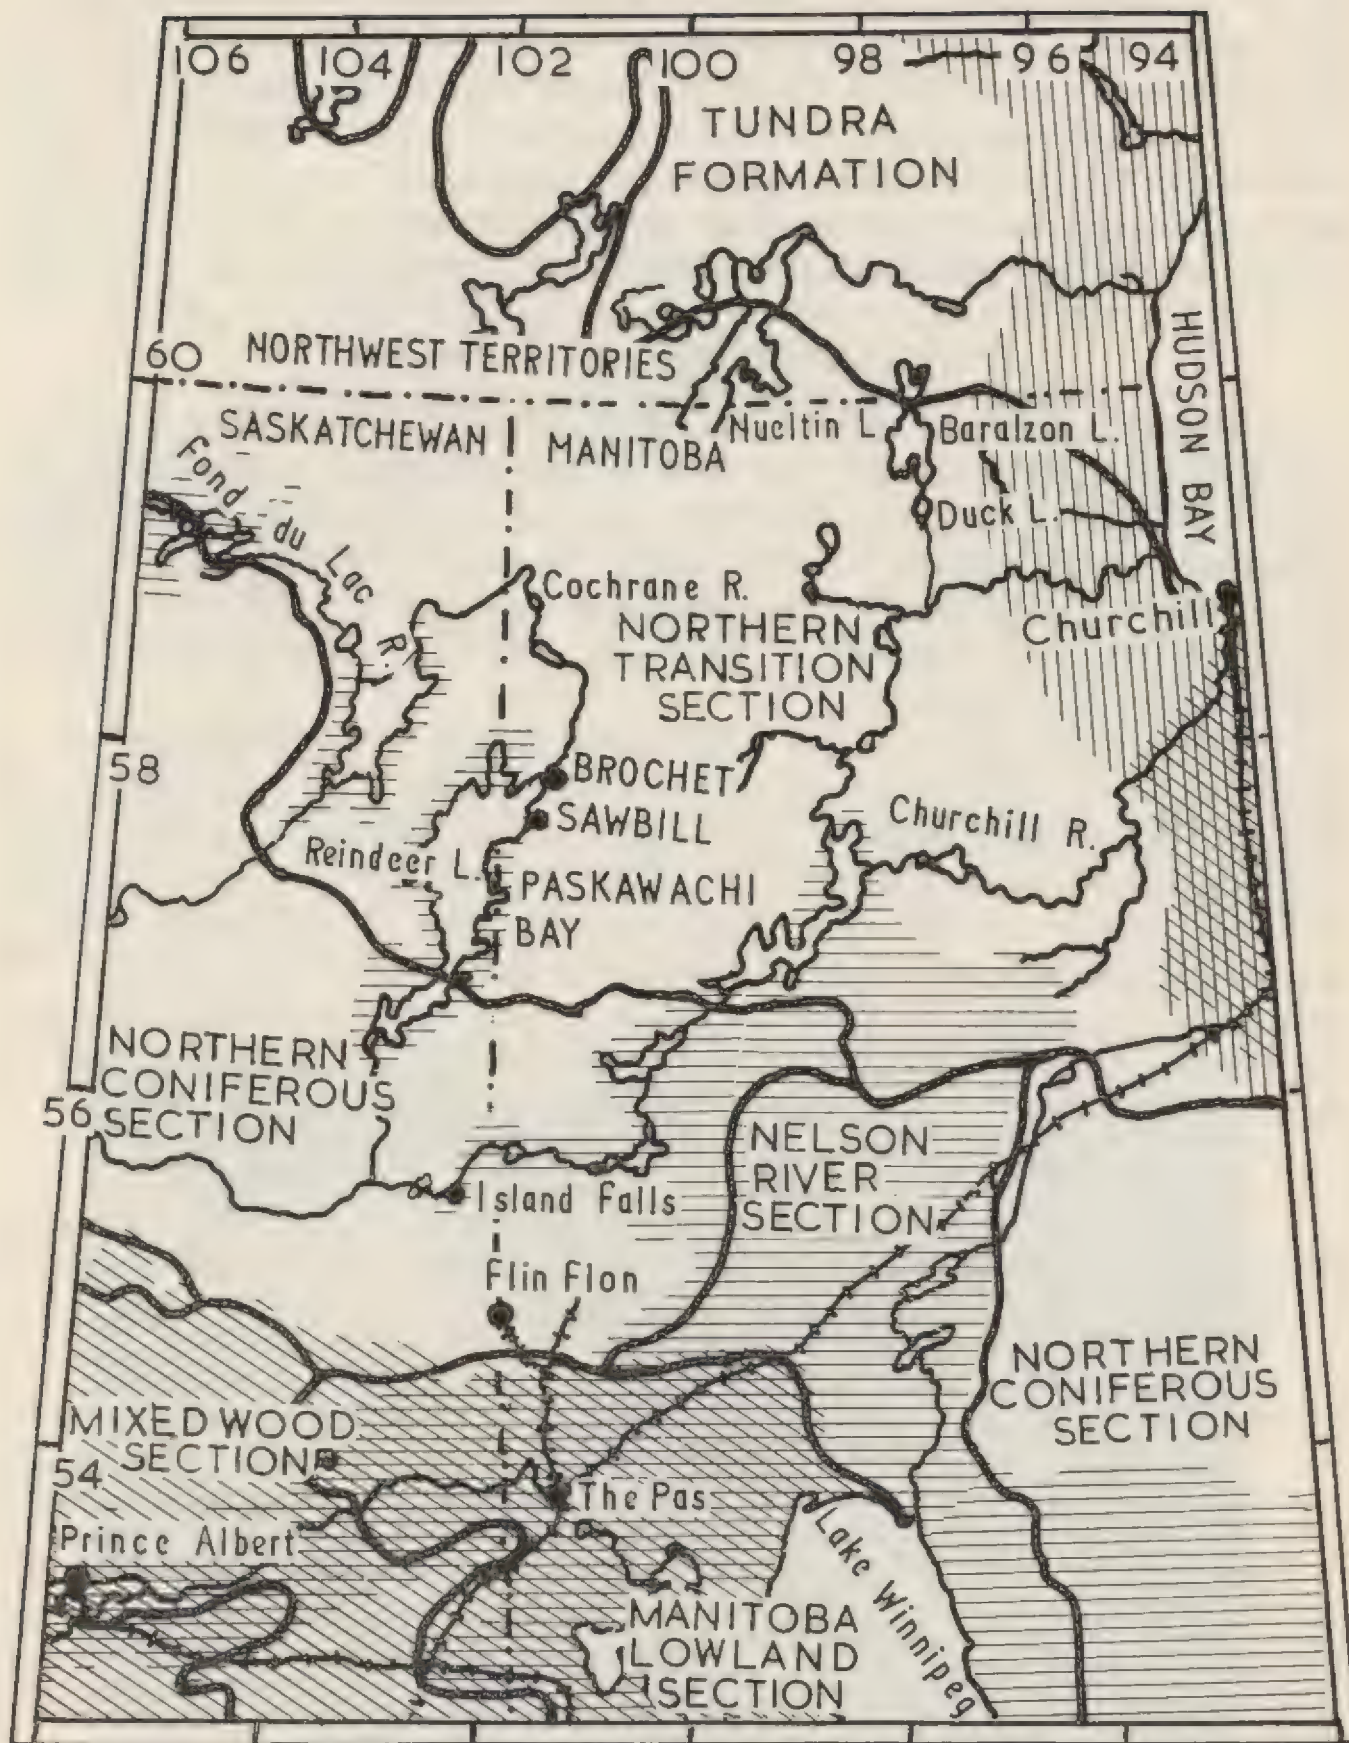 106 104 102 100 98 96 94
TUNDRA
FORMATION
HUDSON BAY
60
NORTHWEST TERRITORIES
SASKATCHEWAN
MANITOBA
Nueltin L.
Baralzon L.
Fond du Lac R.
Duck L.
Cochrane R.
NORTHERN
TRANSITION
SECTION
Churchill
58
BROCHET
SAWBILL
Churchill R.
Reindeer L.
PASKAWACHI
BAY
NORTHERN
CONIFEROUS
SECTION
56
NELSON
RIVER
SECTION
Island Falls
Flin Flon
NORTHERN
CONIFEROUS
SECTION
MIXED WOOD
SECTION
54
The Pas
Prince Albert
Lake Winnipeg
MANITOBA
LOWLAND
SECTION